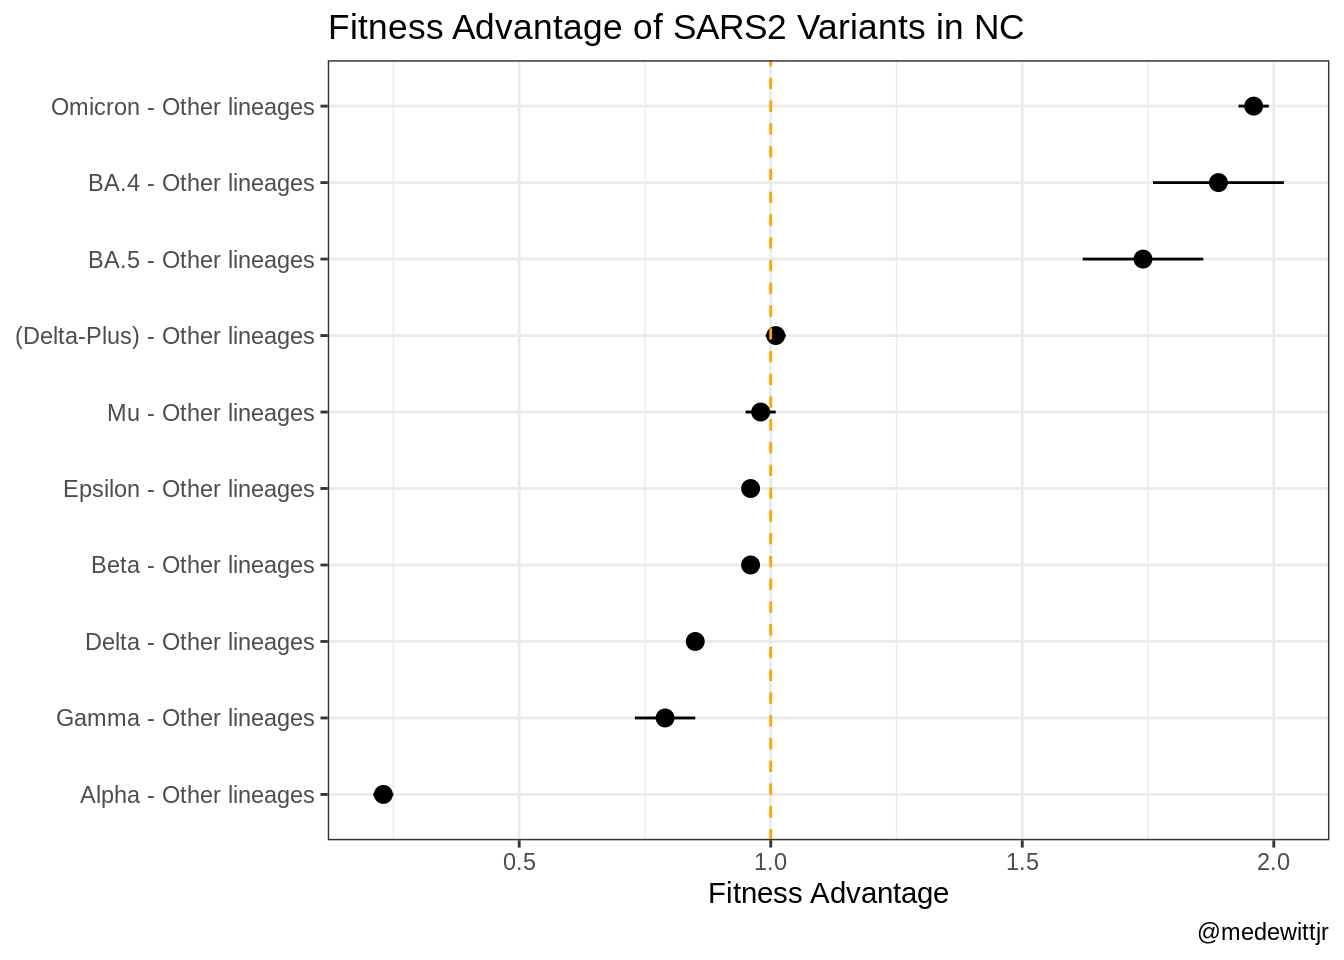 Fitness Advantage of SARS2 Variants in NC
Omicron - Other lineages
BA.4 - Other lineages
BA.5 - Other lineages
(Delta-Plus) - Other lineages
Mu - Other lineages
Epsilon - Other lineages
Beta - Other lineages
Delta - Other lineages
Gamma - Other lineages
Alpha - Other lineages
0.5 1.0 1.5 2.0
Fitness Advantage
@medewittjr